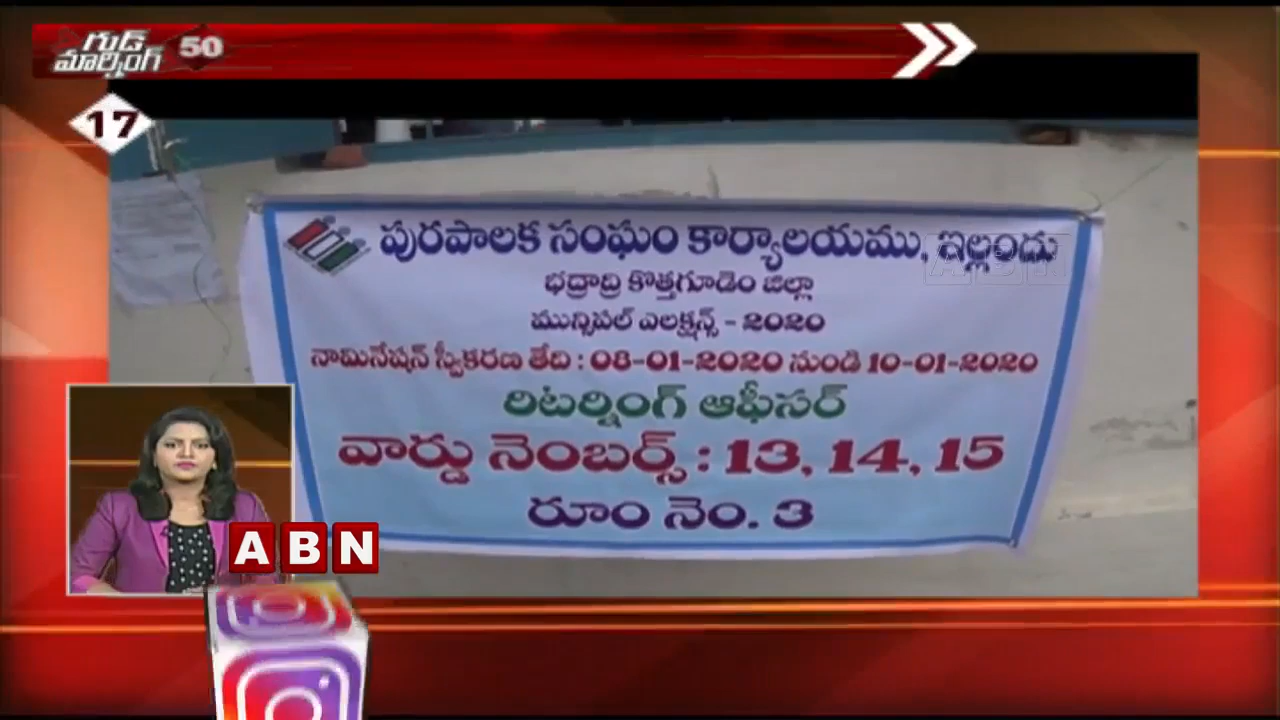 గుడ్ మార్నింగ్ 50
17
పురపాలక సంఘం కార్యాలయము, ఇల్లందు
భద్రాద్రి కొత్తగూడెం జిల్లా
మున్సిపల్ ఎలక్షన్స్ - 2020
నామినేషన్ స్వీకరణ తేది : 08-01-2020 నుండి 10-01-2020
రిటర్నింగ్ ఆఫీసర్
వార్డు నెంబర్స్ : 13, 14, 15
రూం నెం. 3
ABN
ABN